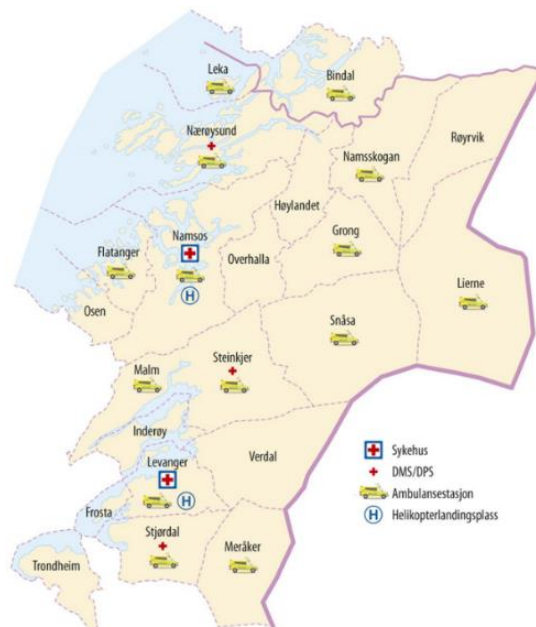 Leka
Bindal
Nærøysund
Namsskogan
Røyrvik
Høylandet
Namsos
Grong
Flatanger
Overhalla
Lierne
H
Osen
Snåsa
Steinkjer
Malm
Inderøy
Verdal
Levanger
H
Frosta
Stjørdal
Meråker
Trondheim
Sykehus
DMS/DPS
Ambulansestasjon
H Helikopterlandingsplass